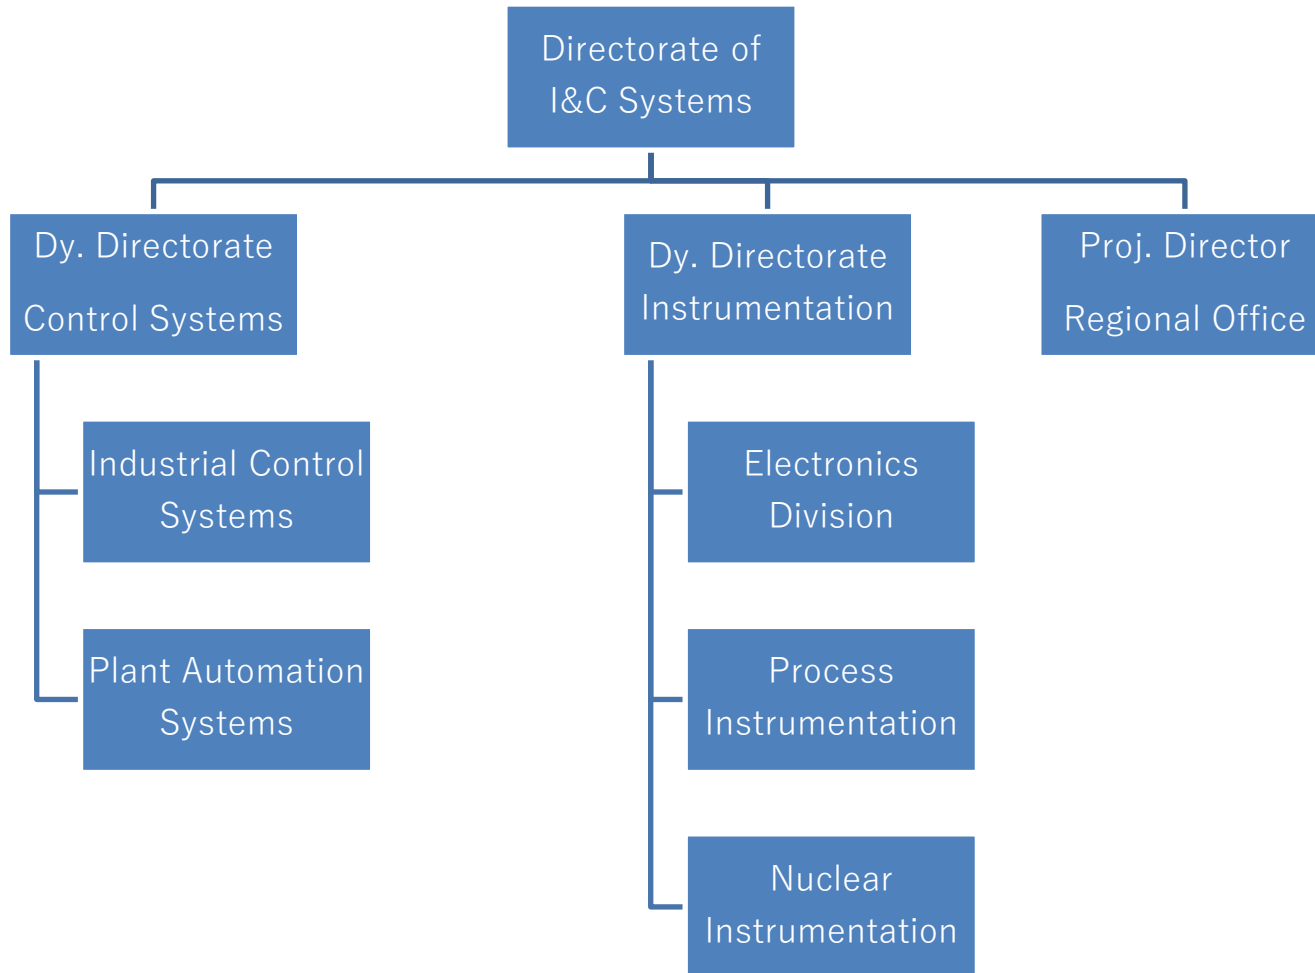 Directorate of
I&C Systems
Dy. Directorate
Control Systems
Dy. Directorate
Instrumentation
Proj. Director
Regional Office
Industrial Control
Systems
Electronics
Division
Plant Automation
Systems
Process
Instrumentation
Nuclear
Instrumentation